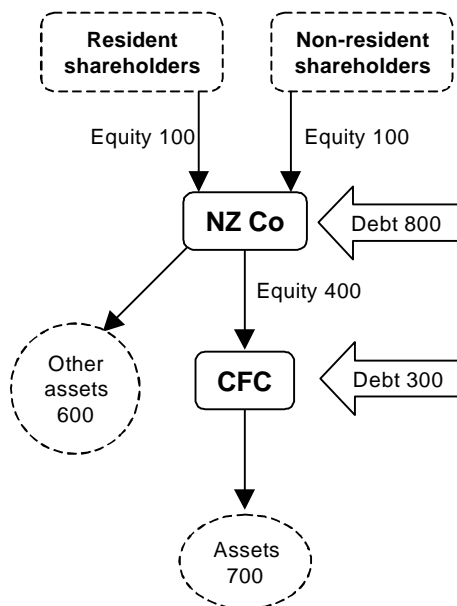 Resident
shareholders
Non-resident
shareholders
Equity 100
Equity 100
NZ Co
Debt 800
Equity 400
Other
assets
600
CFC
Debt 300
Assets
700